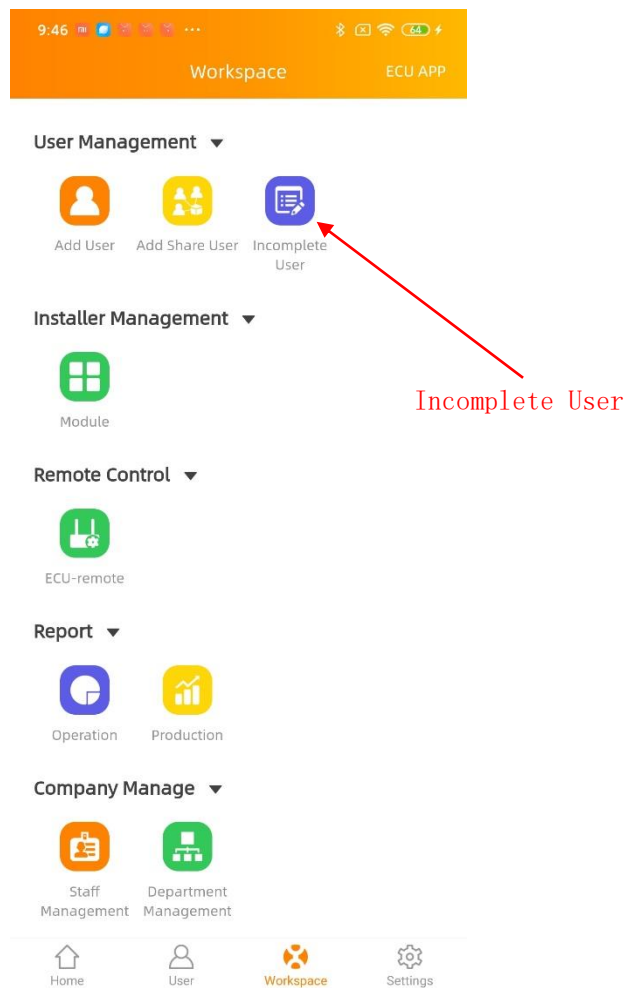 9:46
64
Workspace
ECU APP
User Management
Add User
Add Share User
Incomplete
User
Incomplete User
Installer Management
Module
Remote Control
ECU-remote
Report
Operation
Production
Company Manage
Staff
Management
Department
Management
Home
User
Workspace
Settings